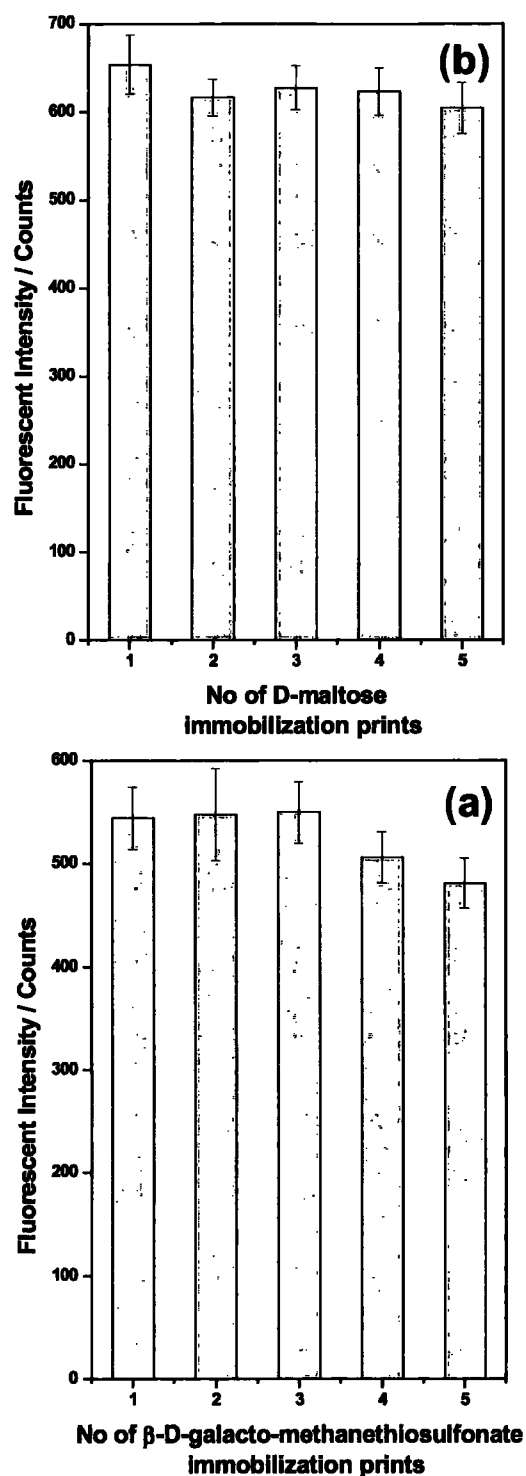 (b)
700
600
500
400
300
200
100
0
Fluorescent Intensity / Counts
1 2 3 4 5
No of D-maltose
immobilization prints
(a)
600
500
400
300
200
100
0
Fluorescent Intensity / Counts
1 2 3 4 5
No of β-D-galacto-methanethiosulfonate
immobilization prints